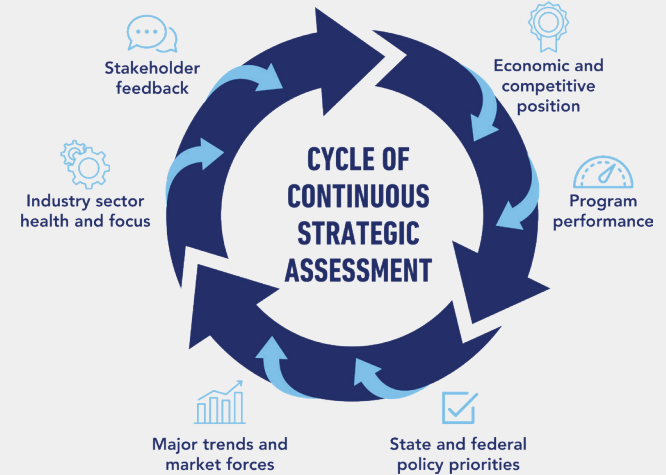 Stakeholder
feedback
Economic and
competitive
position
CYCLE OF
CONTINUOUS
STRATEGIC
ASSESSMENT
Industry sector
health and focus
Program
performance
Major trends and
market forces
State and federal
policy priorities